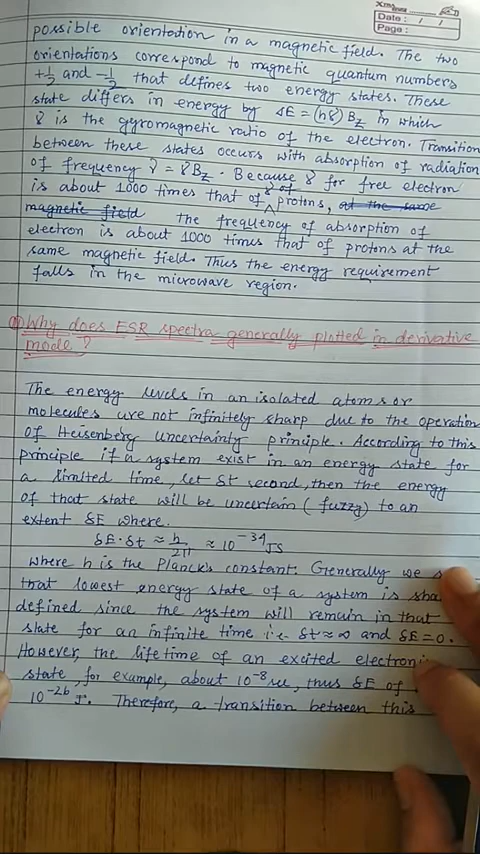 Date : / /
Page :
possible orientation in a magnetic field. The two
orientations correspond to magnetic quantum numbers
+½ and -½ that defines two energy states. These
state differs in energy by ΔE = (hγ) Bz in which
γ is the gyromagnetic ratio of the electron. Transition
between these states occurs with absorption of radiation
of frequency ν = γBz. Because γ for free electron
is about 1000 times that of γ of protons, at the same
magnetic field the frequency of absorption of
electron is about 1000 times that of protons at the
same magnetic field. Thus the energy requirement
falls in the microwave region.
Why does ESR spectra generally plotted in derivative
mode?
The energy levels in an isolated atoms or
molecules are not infinitely sharp due to the operation
of Heisenberg uncertainty principle. According to this
principle if a system exist in an energy state for
a limited time, let δt second, then the energy
of that state will be uncertain (fuzzy) to an
extent δE where.
δE·δt ≈ h/2π ≈ 10⁻³⁴ JS
where h is the Planck's constant. Generally we
that lowest energy state of a system is
defined since the system will remain in that
state for an infinite time i.e. δt ≈ ∞ and δE = 0.
However, the lifetime of an excited
state, for example, about 10⁻⁸ sec, thus δE of
10⁻²⁶ J. Therefore, a transition between this